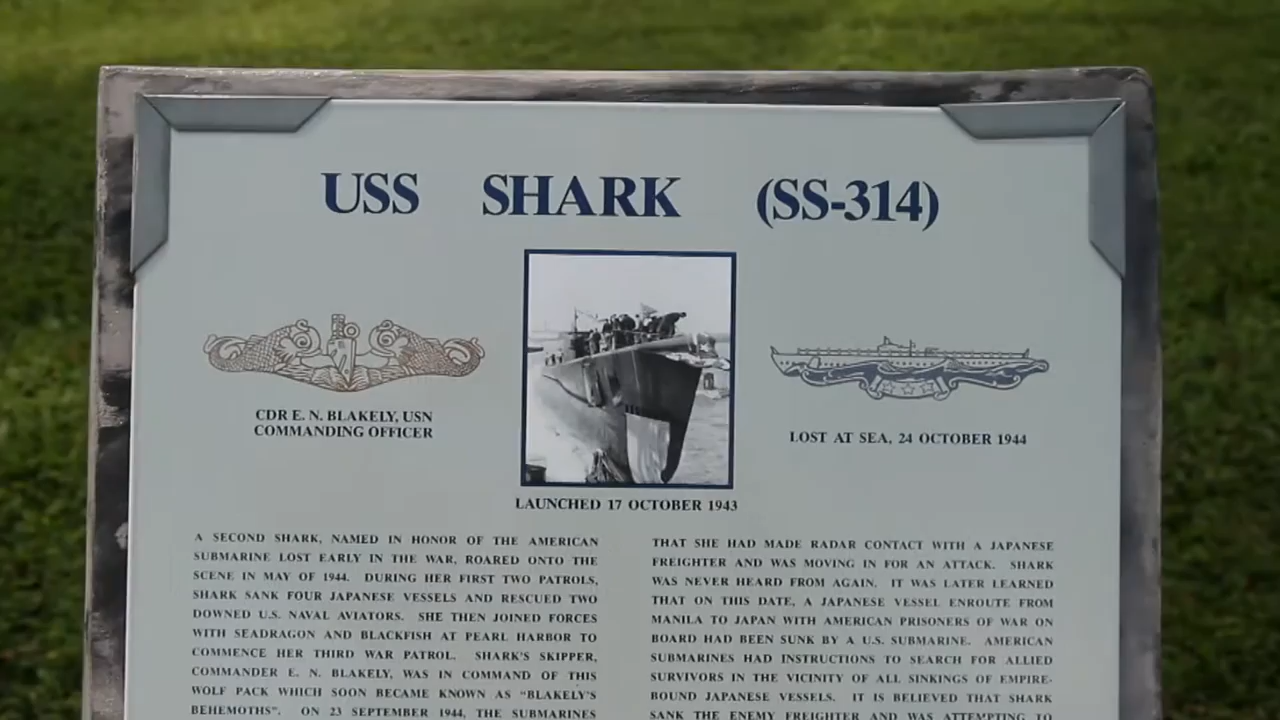 USS SHARK (SS-314)
CDR E. N. BLAKELY, USN
COMMANDING OFFICER
LOST AT SEA, 24 OCTOBER 1944
LAUNCHED 17 OCTOBER 1943
A SECOND SHARK, NAMED IN HONOR OF THE AMERICAN
SUBMARINE LOST EARLY IN THE WAR, ROARED ONTO THE
SCENE IN MAY OF 1944. DURING HER FIRST TWO PATROLS,
SHARK SANK FOUR JAPANESE VESSELS AND RESCUED TWO
DOWNED U.S. NAVAL AVIATORS. SHE THEN JOINED FORCES
WITH SEADRAGON AND BLACKFISH AT PEARL HARBOR TO
COMMENCE HER THIRD WAR PATROL. SHARK'S SKIPPER,
COMMANDER E. N. BLAKELY, WAS IN COMMAND OF THIS
WOLF PACK WHICH SOON BECAME KNOWN AS "BLAKELY'S
BEHEMOTHS". ON 23 SEPTEMBER 1944, THE SUBMARINES
THAT SHE HAD MADE RADAR CONTACT WITH A JAPANESE
FREIGHTER AND WAS MOVING IN FOR AN ATTACK. SHARK
WAS NEVER HEARD FROM AGAIN. IT WAS LATER LEARNED
THAT ON THIS DATE, A JAPANESE VESSEL ENROUTE FROM
MANILA TO JAPAN WITH AMERICAN PRISONERS OF WAR ON
BOARD HAD BEEN SUNK BY A U.S. SUBMARINE. AMERICAN
SUBMARINES HAD INSTRUCTIONS TO SEARCH FOR ALLIED
SURVIVORS IN THE VICINITY OF ALL SINKINGS OF EMPIRE-
BOUND JAPANESE VESSELS. IT IS BELIEVED THAT SHARK
SANK THE ENEMY FREIGHTER AND WAS ATTEMPTING TO